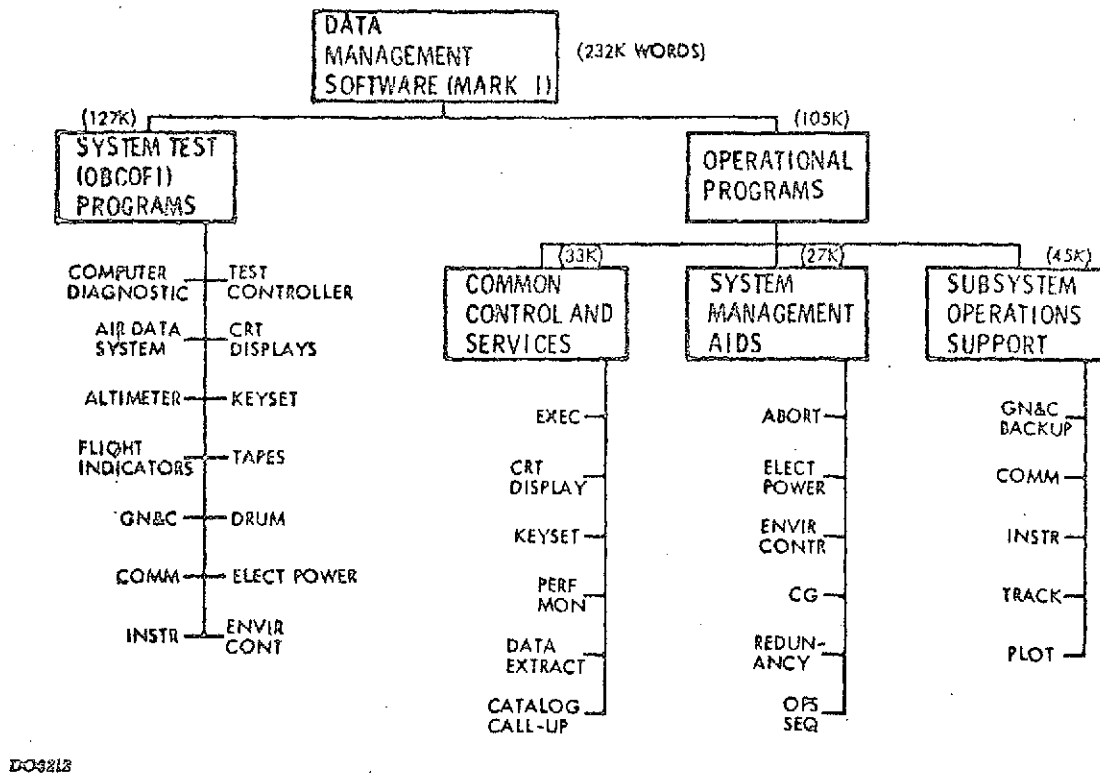 DATA
MANAGEMENT
SOFTWARE (MARK I)
(232K WORDS)
(127K)
SYSTEM TEST
(OBCOFI)
PROGRAMS
(105K)
OPERATIONAL
PROGRAMS
COMPUTER
DIAGNOSTIC
TEST
CONTROLLER
AIR DATA
SYSTEM
CRT
DISPLAYS
ALTIMETER
KEYSET
FLIGHT
INDICATORS
TAPES
GN&C
DRUM
COMM
ELECT POWER
INSTR
ENVIR
CONT
(33K)
COMMON
CONTROL AND
SERVICES
EXEC
CRT
DISPLAY
KEYSET
PERF
MON
DATA
EXTRACT
CATALOG
CALL-UP
(27K)
SYSTEM
MANAGEMENT
AIDS
ABORT
ELECT
POWER
ENVIR
CONTR
CG
REDUN-
ANCY
OPS
SEQ
(45K)
SUBSYSTEM
OPERATIONS
SUPPORT
GN&C
BACKUP
COMM
INSTR
TRACK
PLOT